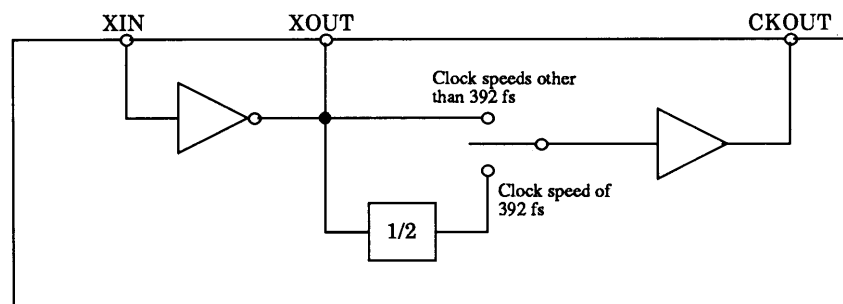 XIN
XOUT
CKOUT
Clock speeds other
than 392 fs
Clock speed of
392 fs
1/2